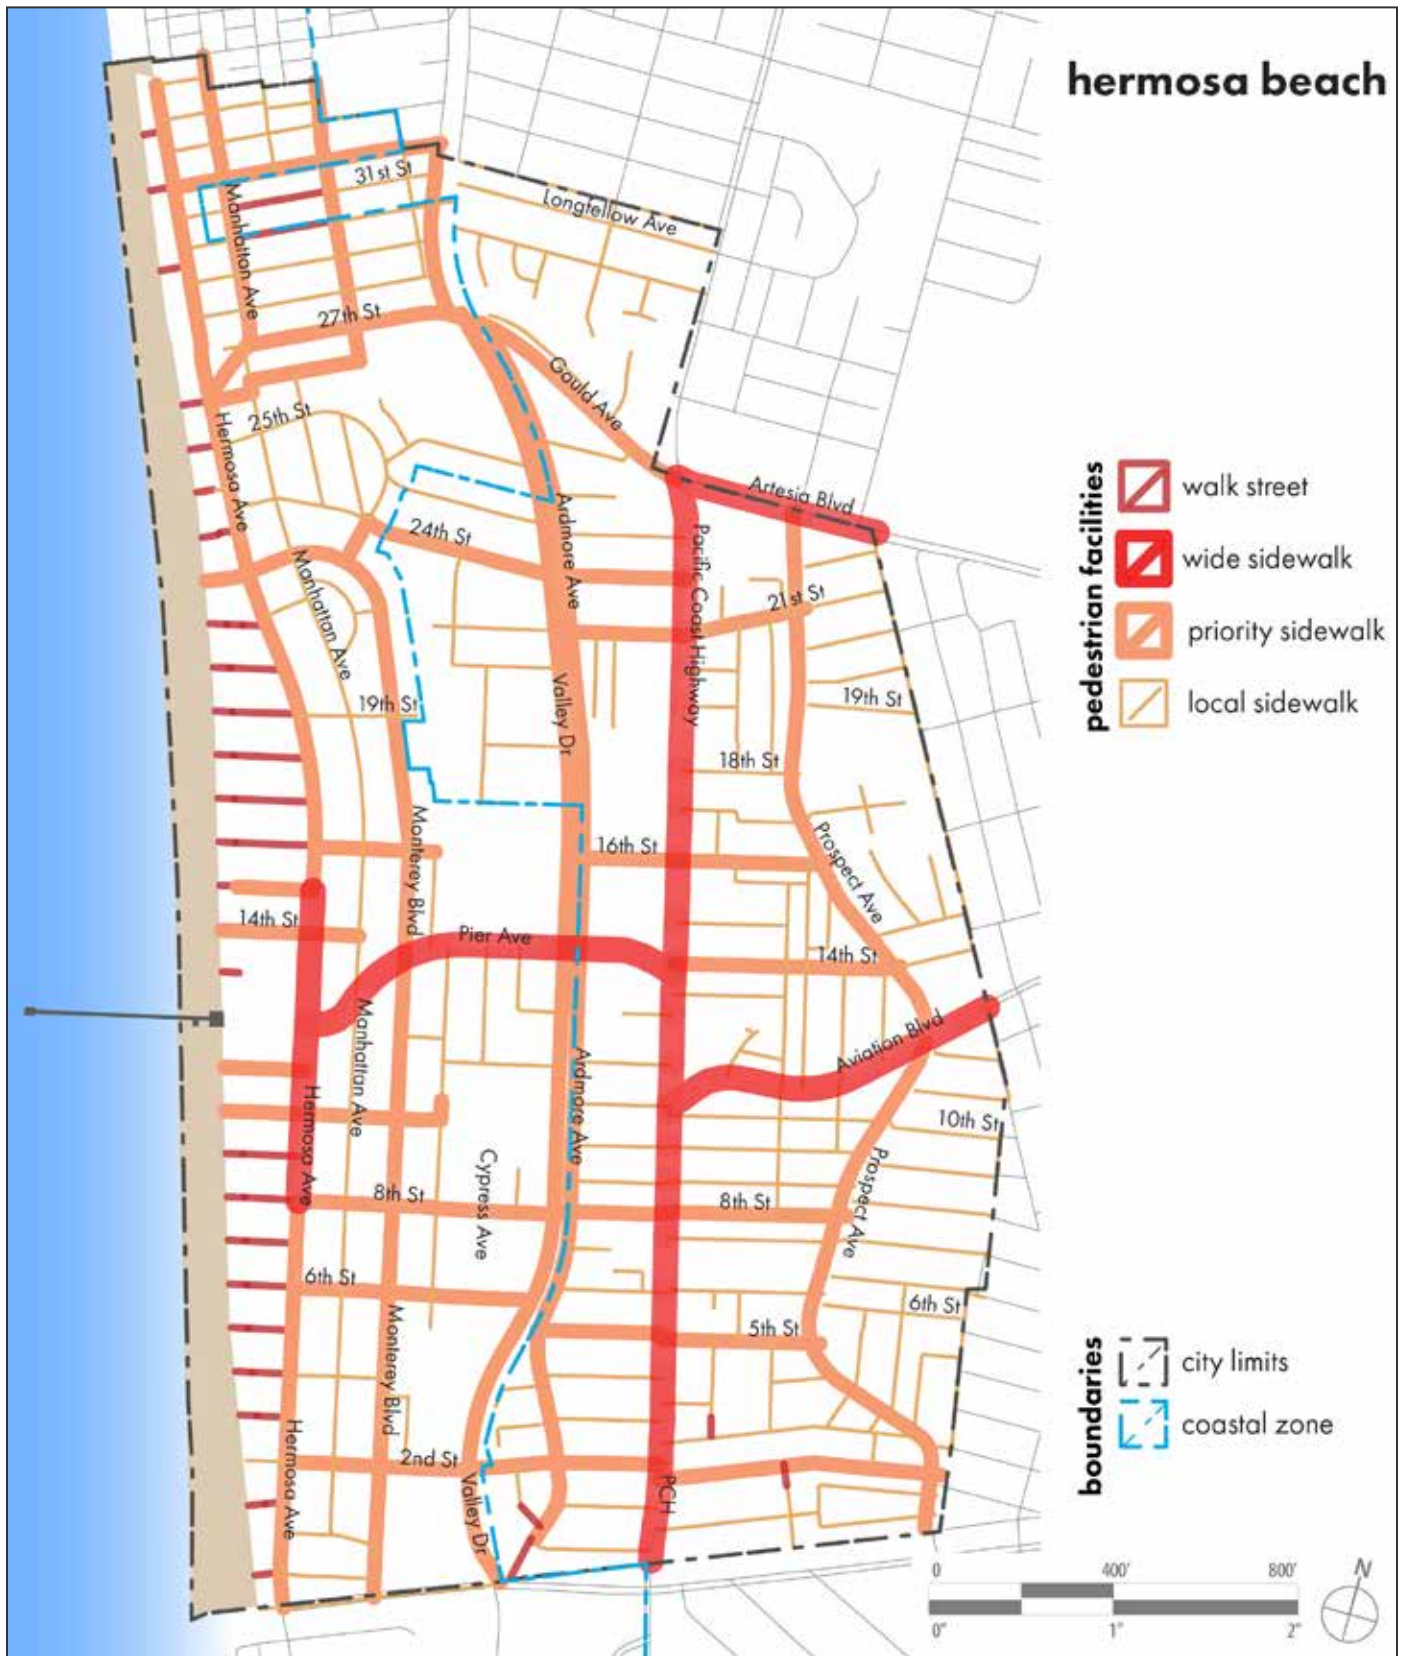 hermosa beach
31st St
Longfellow Ave
Manhattan Ave
27th St
Gould Ave
25th St
Hermosa Ave
Artesia Blvd
24th St
Ardmore Ave
Pacific Coast Highway
Manhattan Ave
21st St
19th St
Valley Dr
19th St
18th St
Monterey Blvd
16th St
Prospect Ave
14th St
Pier Ave
14th St
Manhattan Ave
Aviation Blvd
Ardmore Ave
Hermosa Ave
10th St
Cypress Ave
8th St
8th St
Prospect Ave
6th St
6th St
Monterey Blvd
5th St
Hermosa Ave
2nd St
Valley Dr
PCH
pedestrian facilities
walk street
wide sidewalk
priority sidewalk
local sidewalk
boundaries
city limits
coastal zone
0 400' 800'
0" 1" 2"
N